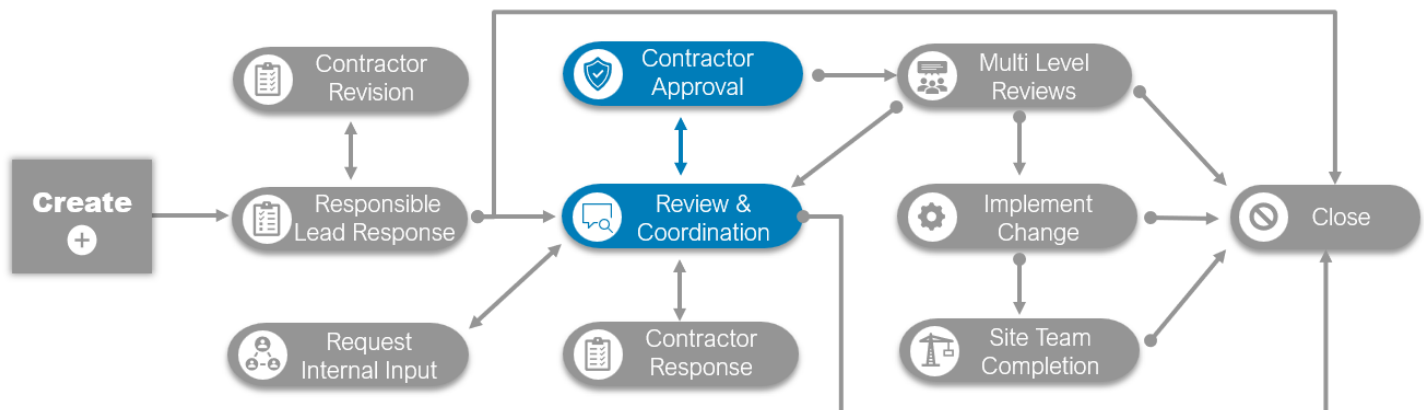 Contractor
Revision
Contractor
Approval
Multi Level
Reviews
Create
Responsible
Lead Response
Review &
Coordination
Implement
Change
Close
Request
Internal Input
Contractor
Response
Site Team
Completion